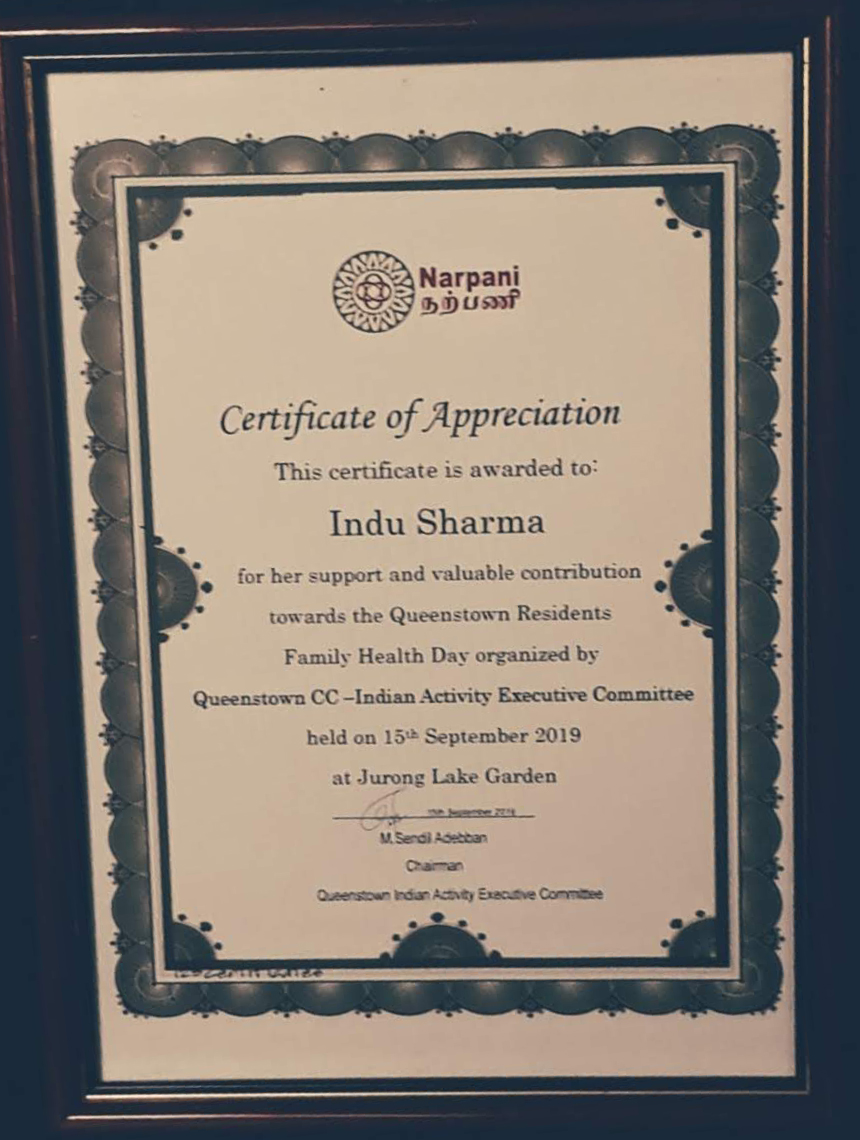 Narpani
நற்பணி
Certificate of Appreciation
This certificate is awarded to:
Indu Sharma
for her support and valuable contribution
towards the Queenstown Residents
Family Health Day organized by
Queenstown CC –Indian Activity Executive Committee
held on 15th September 2019
at Jurong Lake Garden
15th September 2019
M.Sendil Adebban
Chairman
Queenstown Indian Activity Executive Committee